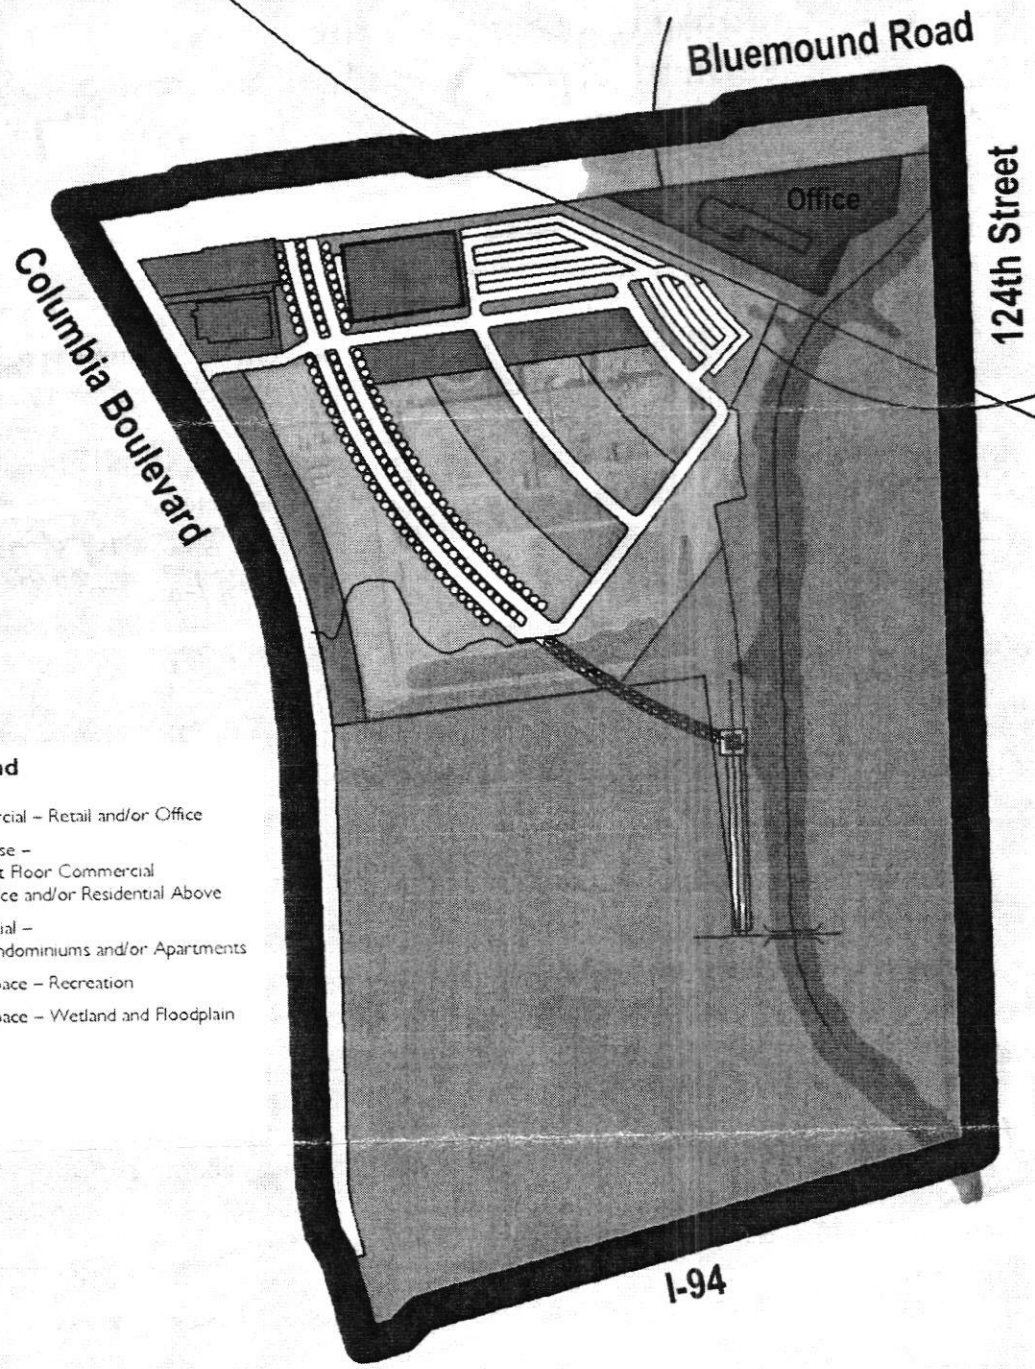 Bluemound Road
Office
124th Street
Columbia Boulevard
nd
rcial – Retail and/or Office
se –
t Floor Commercial
ce and/or Residential Above
ial –
ndominiums and/or Apartments
pace – Recreation
pace – Wetland and Floodplain
I-94